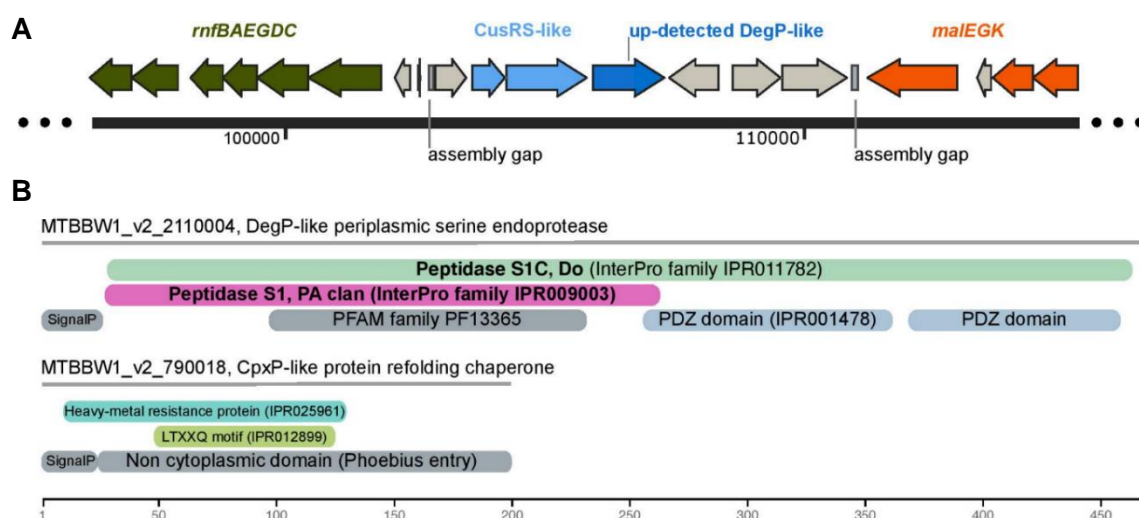 A
rnfBAEGDC CusRS-like up-detected DegP-like malEGK
100000 110000
assembly gap assembly gap
B
MTBBW1_v2_2110004, DegP-like periplasmic serine endoprotease
Peptidase S1C, Do (InterPro family IPR011782)
Peptidase S1, PA clan (InterPro family IPR009003)
SignalP PFAM family PF13365 PDZ domain (IPR001478) PDZ domain
MTBBW1_v2_790018, CpxP-like protein refolding chaperone
Heavy-metal resistance protein (IPR025961)
LTXXQ motif (IPR012899)
SignalP Non cytoplasmic domain (Phoebius entry)
1 50 100 150 200 250 300 350 400 450